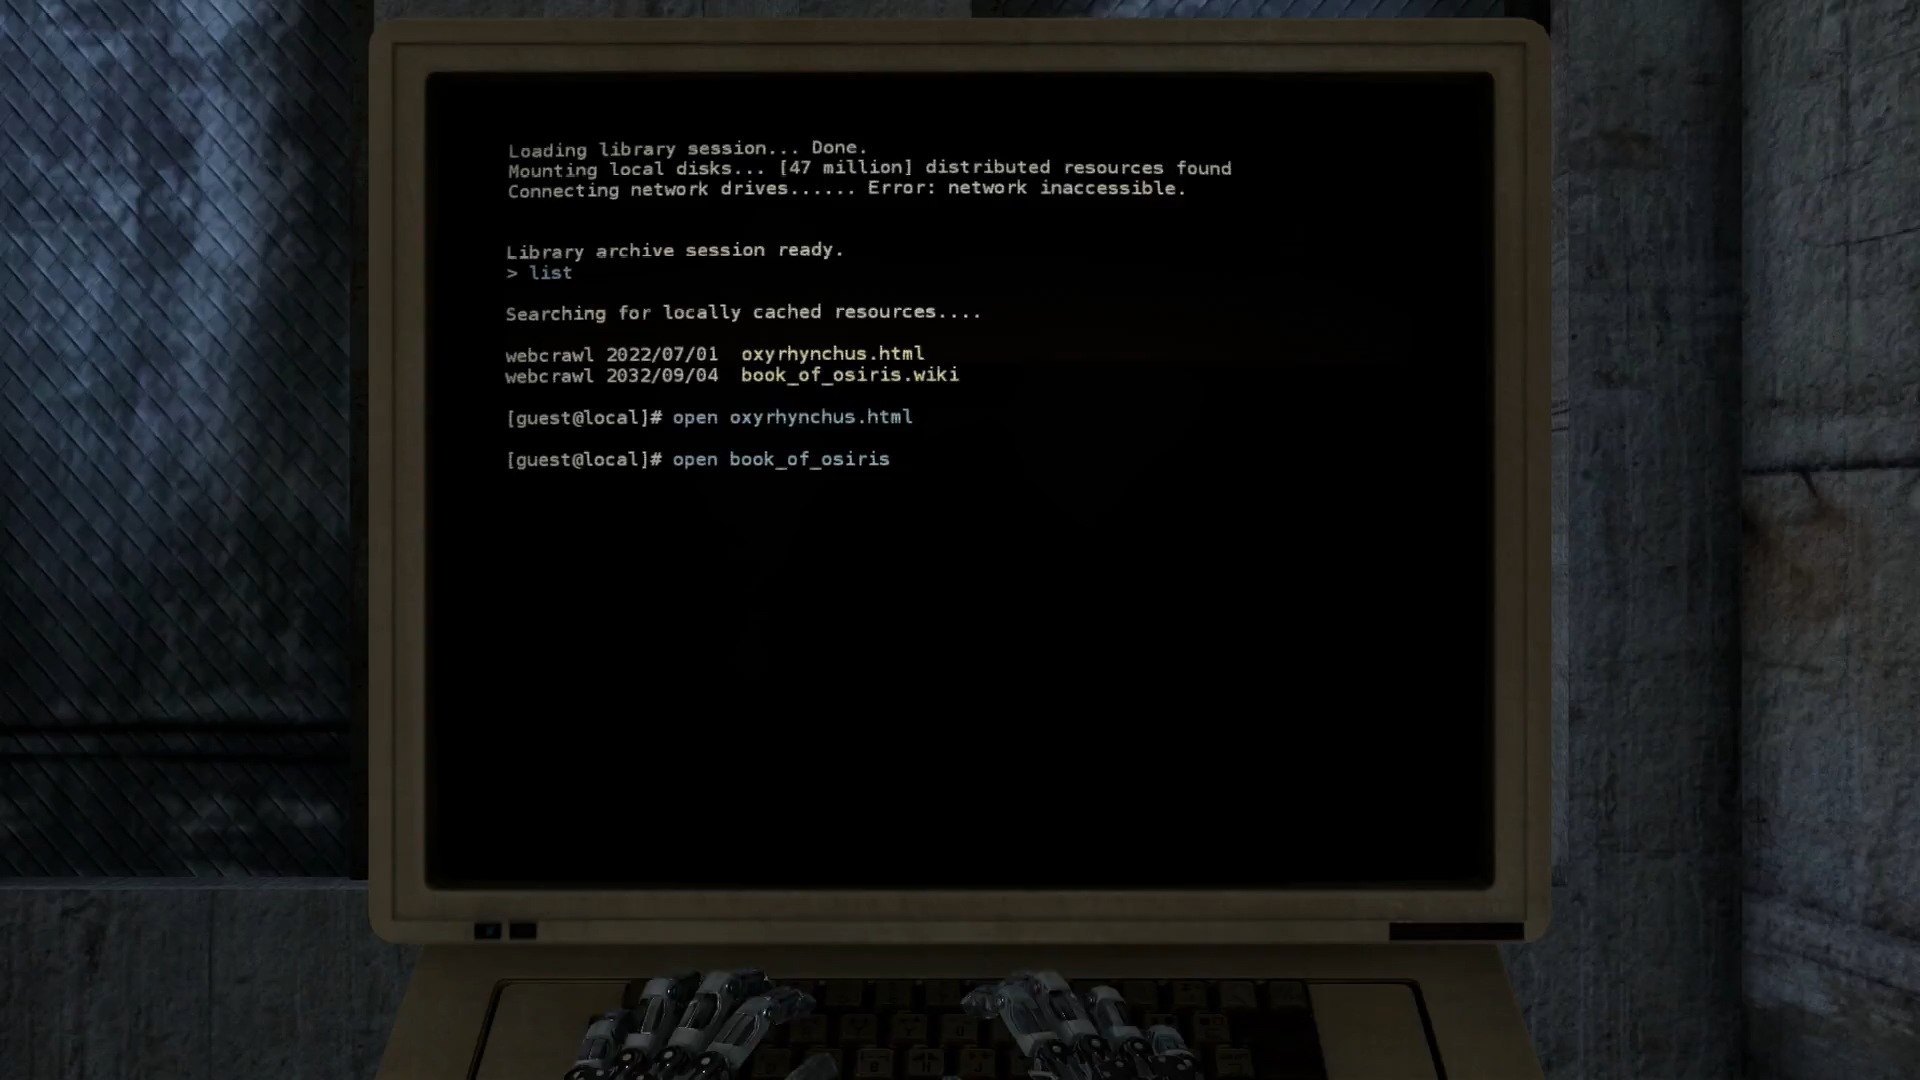 Loading library session... Done.
Mounting local disks... [47 million] distributed resources found
Connecting network drives...... Error: network inaccessible.
Library archive session ready.
> list
Searching for locally cached resources....
webcrawl 2022/07/01  oxyrhynchus.html
webcrawl 2032/09/04  book_of_osiris.wiki
[guest@local]# open oxyrhynchus.html
[guest@local]# open book_of_osiris